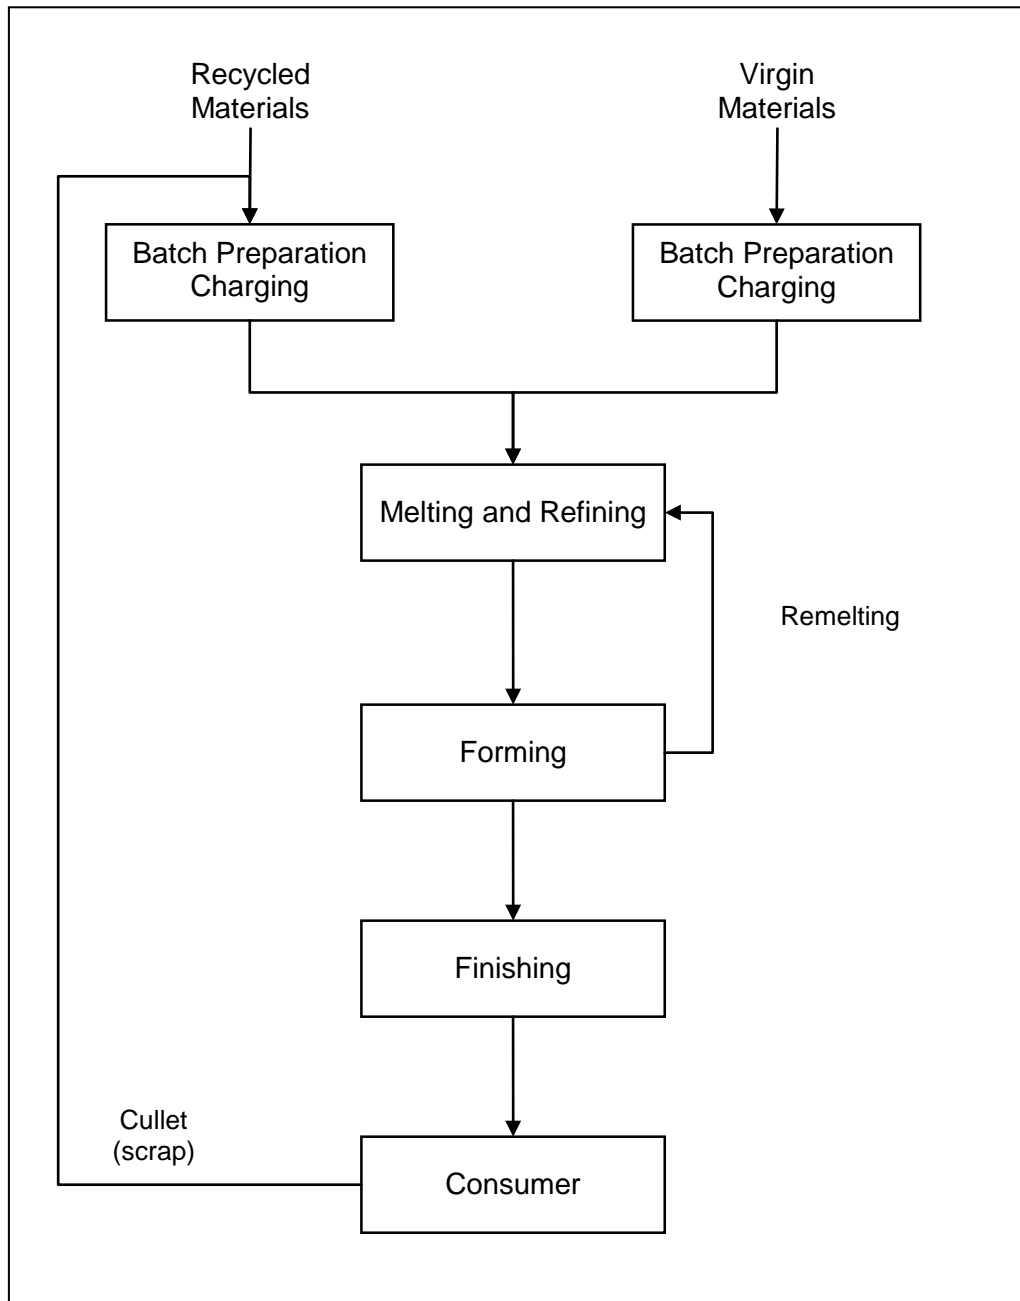 Recycled
Materials
Virgin
Materials
Batch Preparation
Charging
Batch Preparation
Charging
Melting and Refining
Remelting
Forming
Finishing
Cullet
(scrap)
Consumer